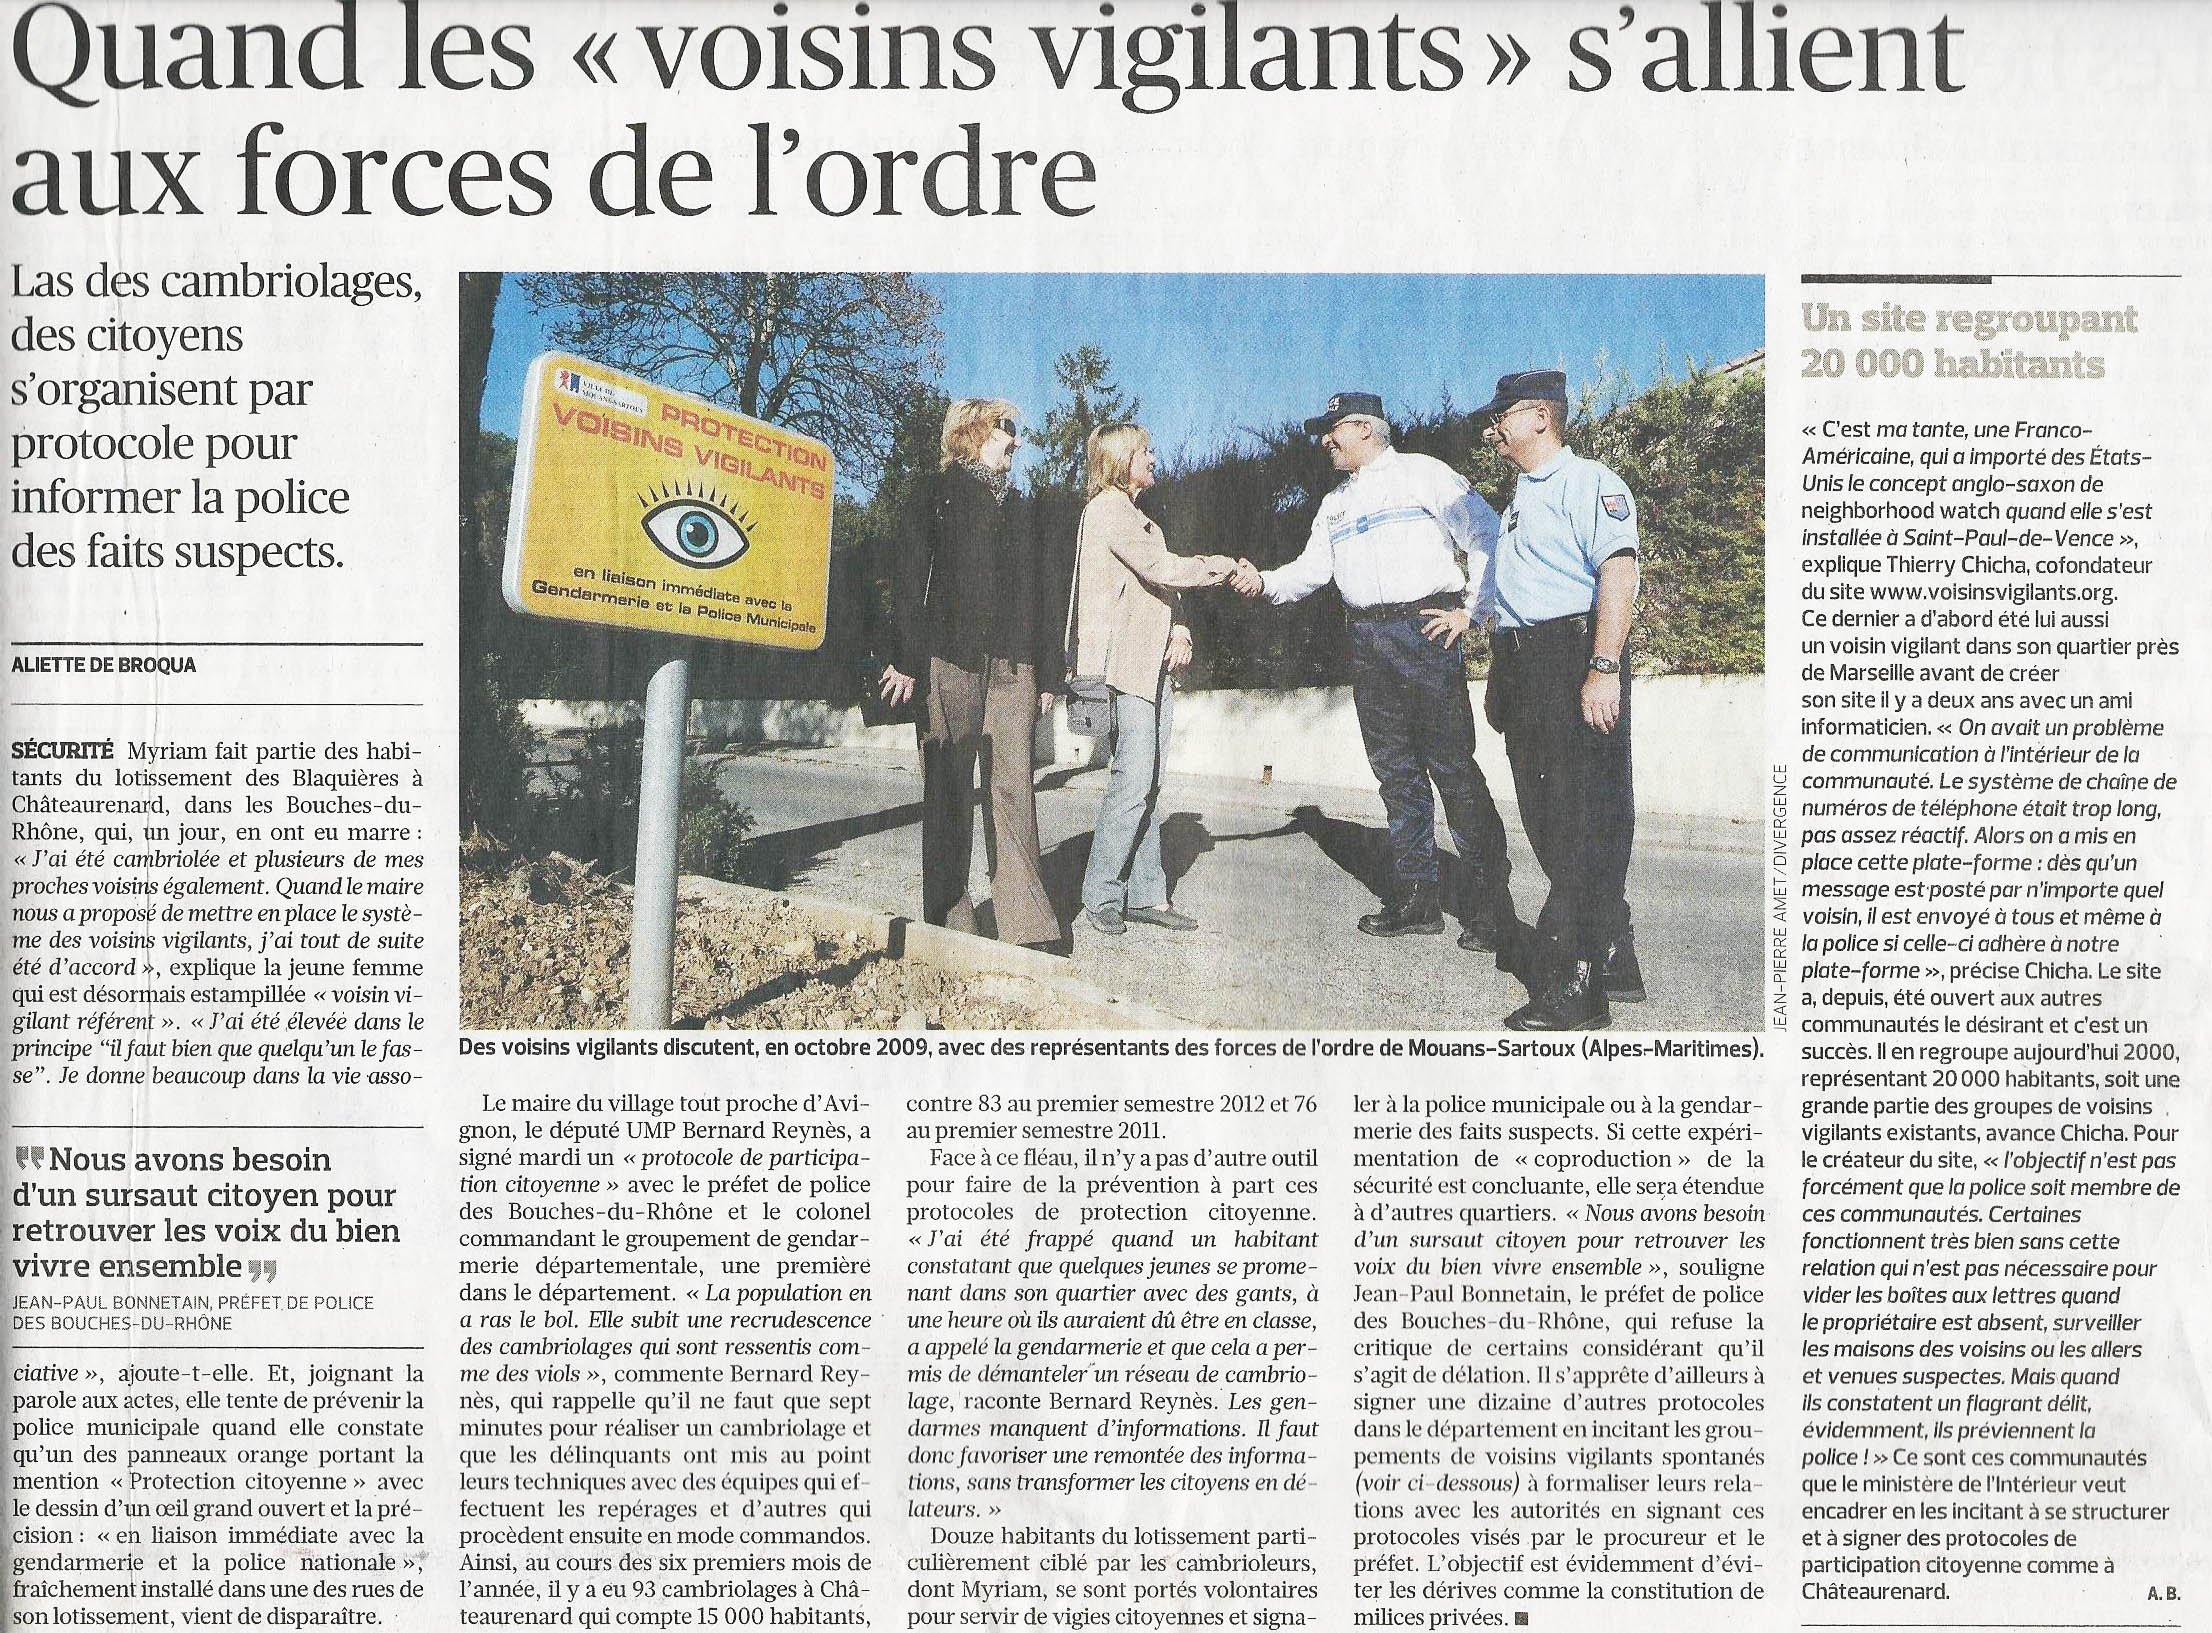 Quand les « voisins vigilants » s'allient
aux forces de l'ordre
Las des cambriolages,
des citoyens
s'organisent par
protocole pour
informer la police
des faits suspects.
ALIETTE DE BROQUA
SÉCURITÉ Myriam fait partie des habi-
tants du lotissement des Blaquières à
Châteaurenard, dans les Bouches-du-
Rhône, qui, un jour, en ont eu marre :
« J'ai été cambriolée et plusieurs de mes
proches voisins également. Quand le maire
nous a proposé de mettre en place le systè-
me des voisins vigilants, j'ai tout de suite
été d'accord », explique la jeune femme
qui est désormais estampillée « voisin vi-
gilant référent ». « J'ai été élevée dans le
principe “il faut bien que quelqu'un le fas-
se”. Je donne beaucoup dans la vie asso-
Nous avons besoin
d'un sursaut citoyen pour
retrouver les voix du bien
vivre ensemble
JEAN-PAUL BONNETAIN, PRÉFET DE POLICE
DES BOUCHES-DU-RHÔNE
ciative », ajoute-t-elle. Et, joignant la
parole aux actes, elle tente de prévenir la
police municipale quand elle constate
qu'un des panneaux orange portant la
mention « Protection citoyenne » avec
le dessin d'un œil grand ouvert et la pré-
cision : « en liaison immédiate avec la
gendarmerie et la police nationale »,
fraîchement installé dans une des rues de
son lotissement, vient de disparaître.
VILLE DE
MOUANS-SARTOUX
PROTECTION
VOISINS VIGILANTS
en liaison immédiate avec la
Gendarmerie et la Police Municipale
JEAN-PIERRE AMET/DIVERGENCE
Des voisins vigilants discutent, en octobre 2009, avec des représentants des forces de l'ordre de Mouans-Sartoux (Alpes-Maritimes).
Le maire du village tout proche d'Avi-
gnon, le député UMP Bernard Reynès, a
signé mardi un « protocole de participa-
tion citoyenne » avec le préfet de police
des Bouches-du-Rhône et le colonel
commandant le groupement de gendar-
merie départementale, une première
dans le département. « La population en
a ras le bol. Elle subit une recrudescence
des cambriolages qui sont ressentis com-
me des viols », commente Bernard Rey-
nès, qui rappelle qu'il ne faut que sept
minutes pour réaliser un cambriolage et
que les délinquants ont mis au point
leurs techniques avec des équipes qui ef-
fectuent les repérages et d'autres qui
procèdent ensuite en mode commandos.
Ainsi, au cours des six premiers mois de
l'année, il y a eu 93 cambriolages à Châ-
teaurenard qui compte 15 000 habitants,
contre 83 au premier semestre 2012 et 76
au premier semestre 2011.
Face à ce fléau, il n'y a pas d'autre outil
pour faire de la prévention à part ces
protocoles de protection citoyenne.
« J'ai été frappé quand un habitant
constatant que quelques jeunes se prome-
nant dans son quartier avec des gants, à
une heure où ils auraient dû être en classe,
a appelé la gendarmerie et que cela a per-
mis de démanteler un réseau de cambrio-
lage, raconte Bernard Reynès. Les gen-
darmes manquent d'informations. Il faut
donc favoriser une remontée des informa-
tions, sans transformer les citoyens en dé-
lateurs. »
Douze habitants du lotissement parti-
culièrement ciblé par les cambrioleurs,
dont Myriam, se sont portés volontaires
pour servir de vigies citoyennes et signa-
ler à la police municipale ou à la gendar-
merie des faits suspects. Si cette expéri-
mentation de « coproduction » de la
sécurité est concluante, elle sera étendue
à d'autres quartiers. « Nous avons besoin
d'un sursaut citoyen pour retrouver les
voix du bien vivre ensemble », souligne
Jean-Paul Bonnetain, le préfet de police
des Bouches-du-Rhône, qui refuse la
critique de certains considérant qu'il
s'agit de délation. Il s'apprête d'ailleurs à
signer une dizaine d'autres protocoles
dans le département en incitant les grou-
pements de voisins vigilants spontanés
(voir ci-dessous) à formaliser leurs rela-
tions avec les autorités en signant ces
protocoles visés par le procureur et le
préfet. L'objectif est évidemment d'évi-
ter les dérives comme la constitution de
milices privées.
Un site regroupant
20 000 habitants
« C'est ma tante, une Franco-
Américaine, qui a importé des États-
Unis le concept anglo-saxon de
neighborhood watch quand elle s'est
installée à Saint-Paul-de-Vence »,
explique Thierry Chicha, cofondateur
du site www.voisinsvigilants.org.
Ce dernier a d'abord été lui aussi
un voisin vigilant dans son quartier près
de Marseille avant de créer
son site il y a deux ans avec un ami
informaticien. « On avait un problème
de communication à l'intérieur de la
communauté. Le système de chaîne de
numéros de téléphone était trop long,
pas assez réactif. Alors on a mis en
place cette plate-forme : dès qu'un
message est posté par n'importe quel
voisin, il est envoyé à tous et même à
la police si celle-ci adhère à notre
plate-forme », précise Chicha. Le site
a, depuis, été ouvert aux autres
communautés le désirant et c'est un
succès. Il en regroupe aujourd'hui 2000,
représentant 20 000 habitants, soit une
grande partie des groupes de voisins
vigilants existants, avance Chicha. Pour
le créateur du site, « l'objectif n'est pas
forcément que la police soit membre de
ces communautés. Certaines
fonctionnent très bien sans cette
relation qui n'est pas nécessaire pour
vider les boîtes aux lettres quand
le propriétaire est absent, surveiller
les maisons des voisins ou les allers
et venues suspectes. Mais quand
ils constatent un flagrant délit,
évidemment, ils préviennent la
police ! » Ce sont ces communautés
que le ministère de l'Intérieur veut
encadrer en les incitant à se structurer
et à signer des protocoles de
participation citoyenne comme à
Châteaurenard. A. B.